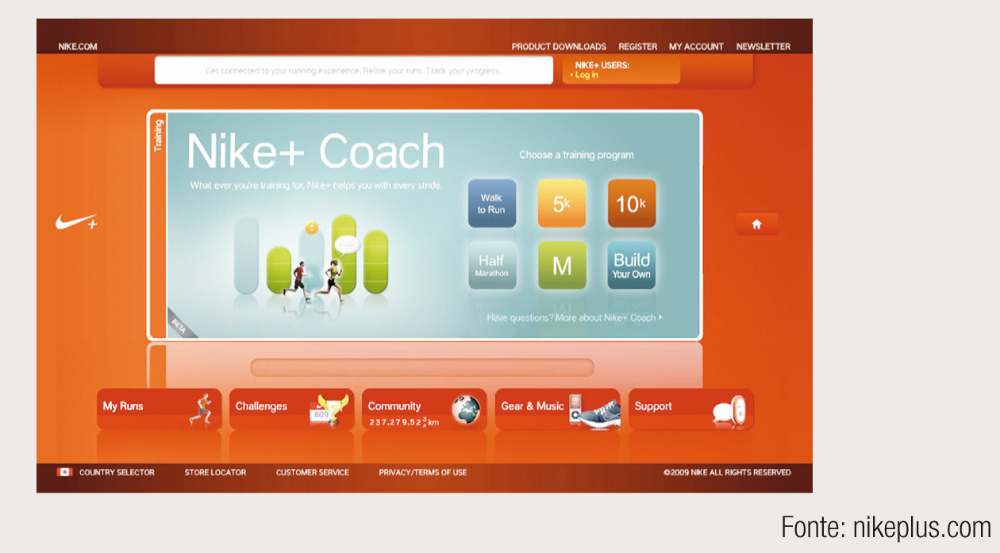 NIKE.COM
PRODUCT DOWNLOADS REGISTER MY ACCOUNT NEWSLETTER
Get connected to your running experience. Relive your runs. Track your progress.
NIKE+ USERS:
Log in
Training
Nike+ Coach
What ever you're training for, Nike+ helps you with every stride.
Choose a training program
Walk
to Run
5k
10k
Half
Marathon
M
Build
Your Own
Have questions? More about Nike+ Coach
BETA
My Runs
Challenges
809
Community
237,279,52 km
Gear & Music
Support
COUNTRY SELECTOR STORE LOCATOR CUSTOMER SERVICE PRIVACY/TERMS OF USE
©2009 NIKE ALL RIGHTS RESERVED
Fonte: nikeplus.com